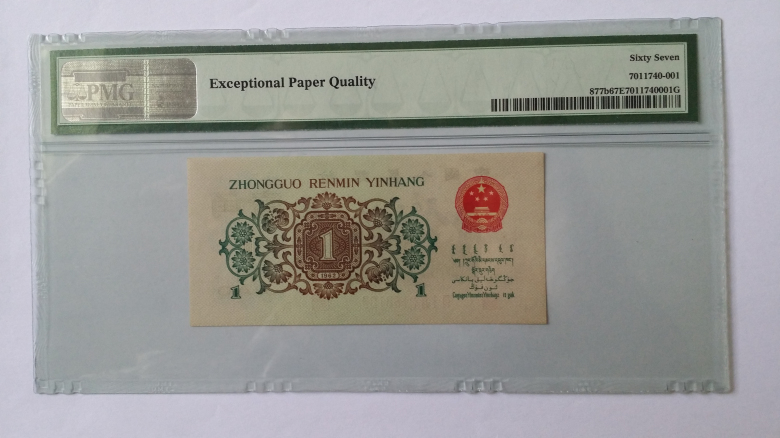 PMG
Exceptional Paper Quality
Sixty Seven
7011740-001
877b67E7011740001G
ZHONGGUO RENMIN YINHANG
1
1962
1
1